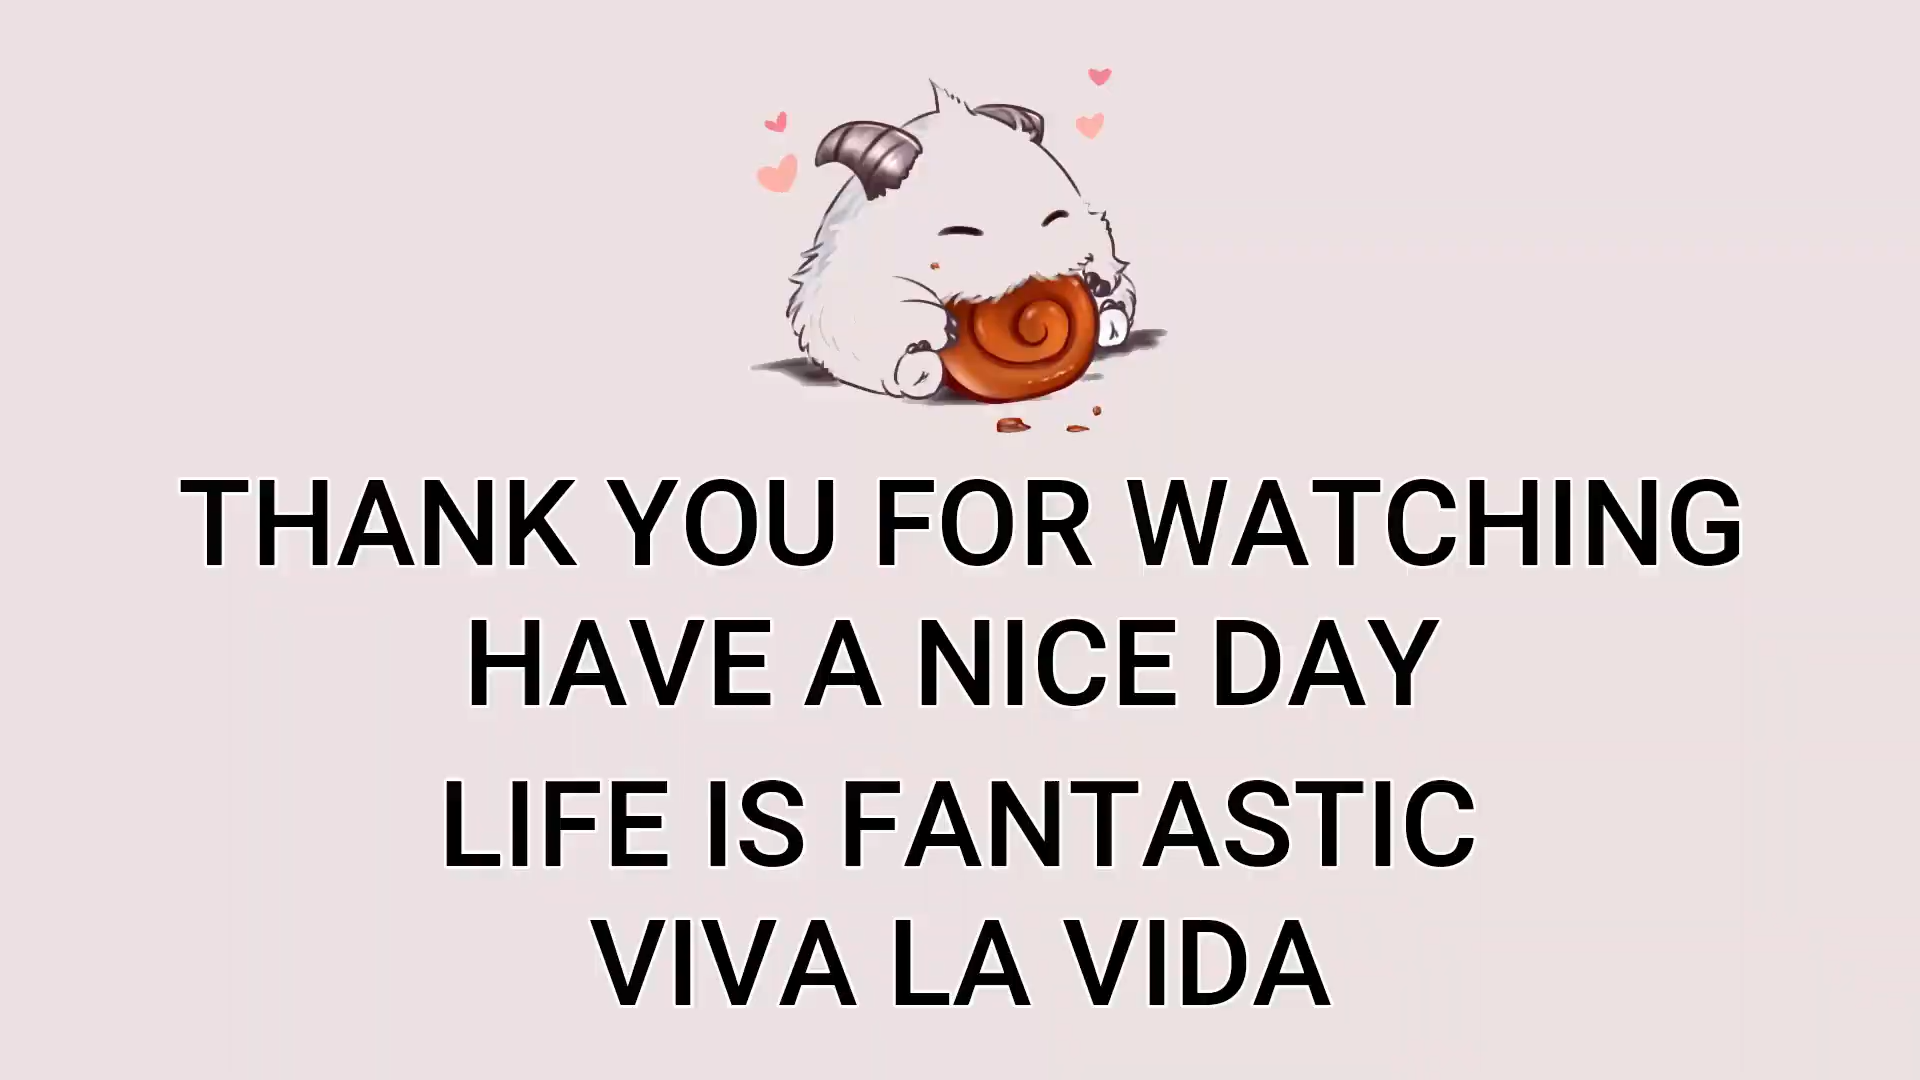 THANK YOU FOR WATCHING
HAVE A NICE DAY
LIFE IS FANTASTIC
VIVA LA VIDA